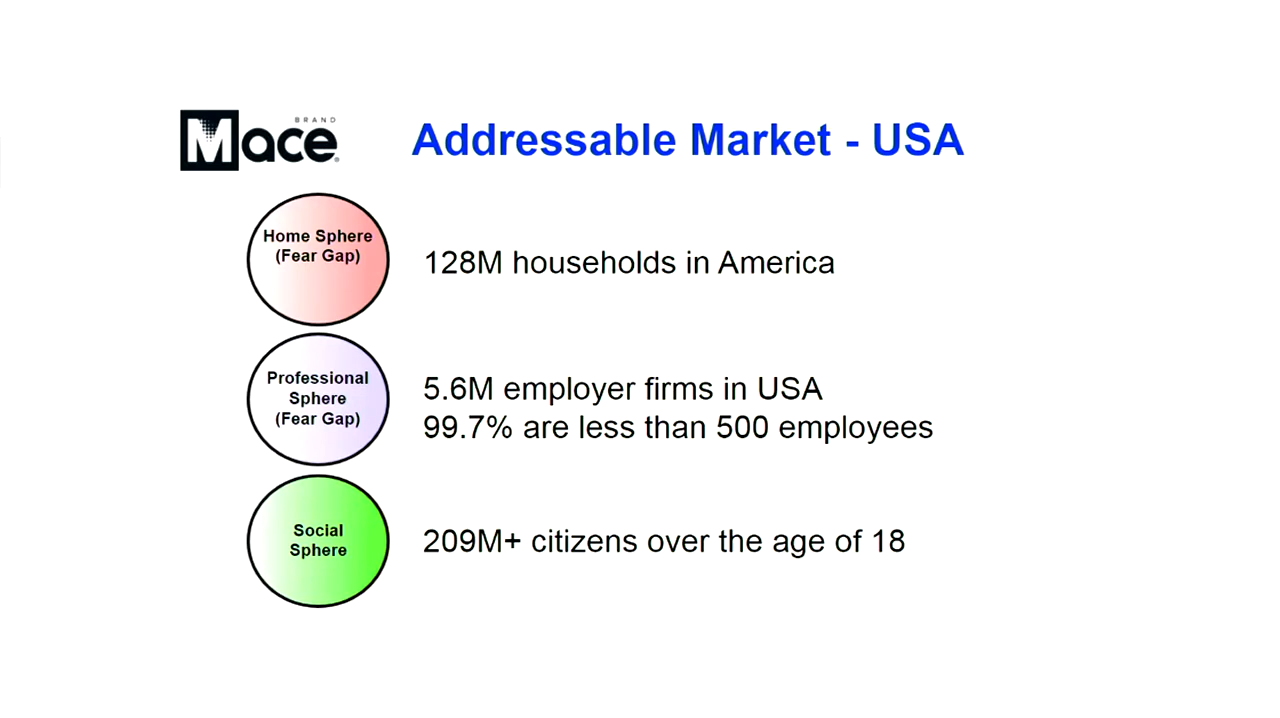 BRAND
Mace
Addressable Market - USA
Home Sphere
(Fear Gap)
128M households in America
Professional
Sphere
(Fear Gap)
5.6M employer firms in USA
99.7% are less than 500 employees
Social
Sphere
209M+ citizens over the age of 18